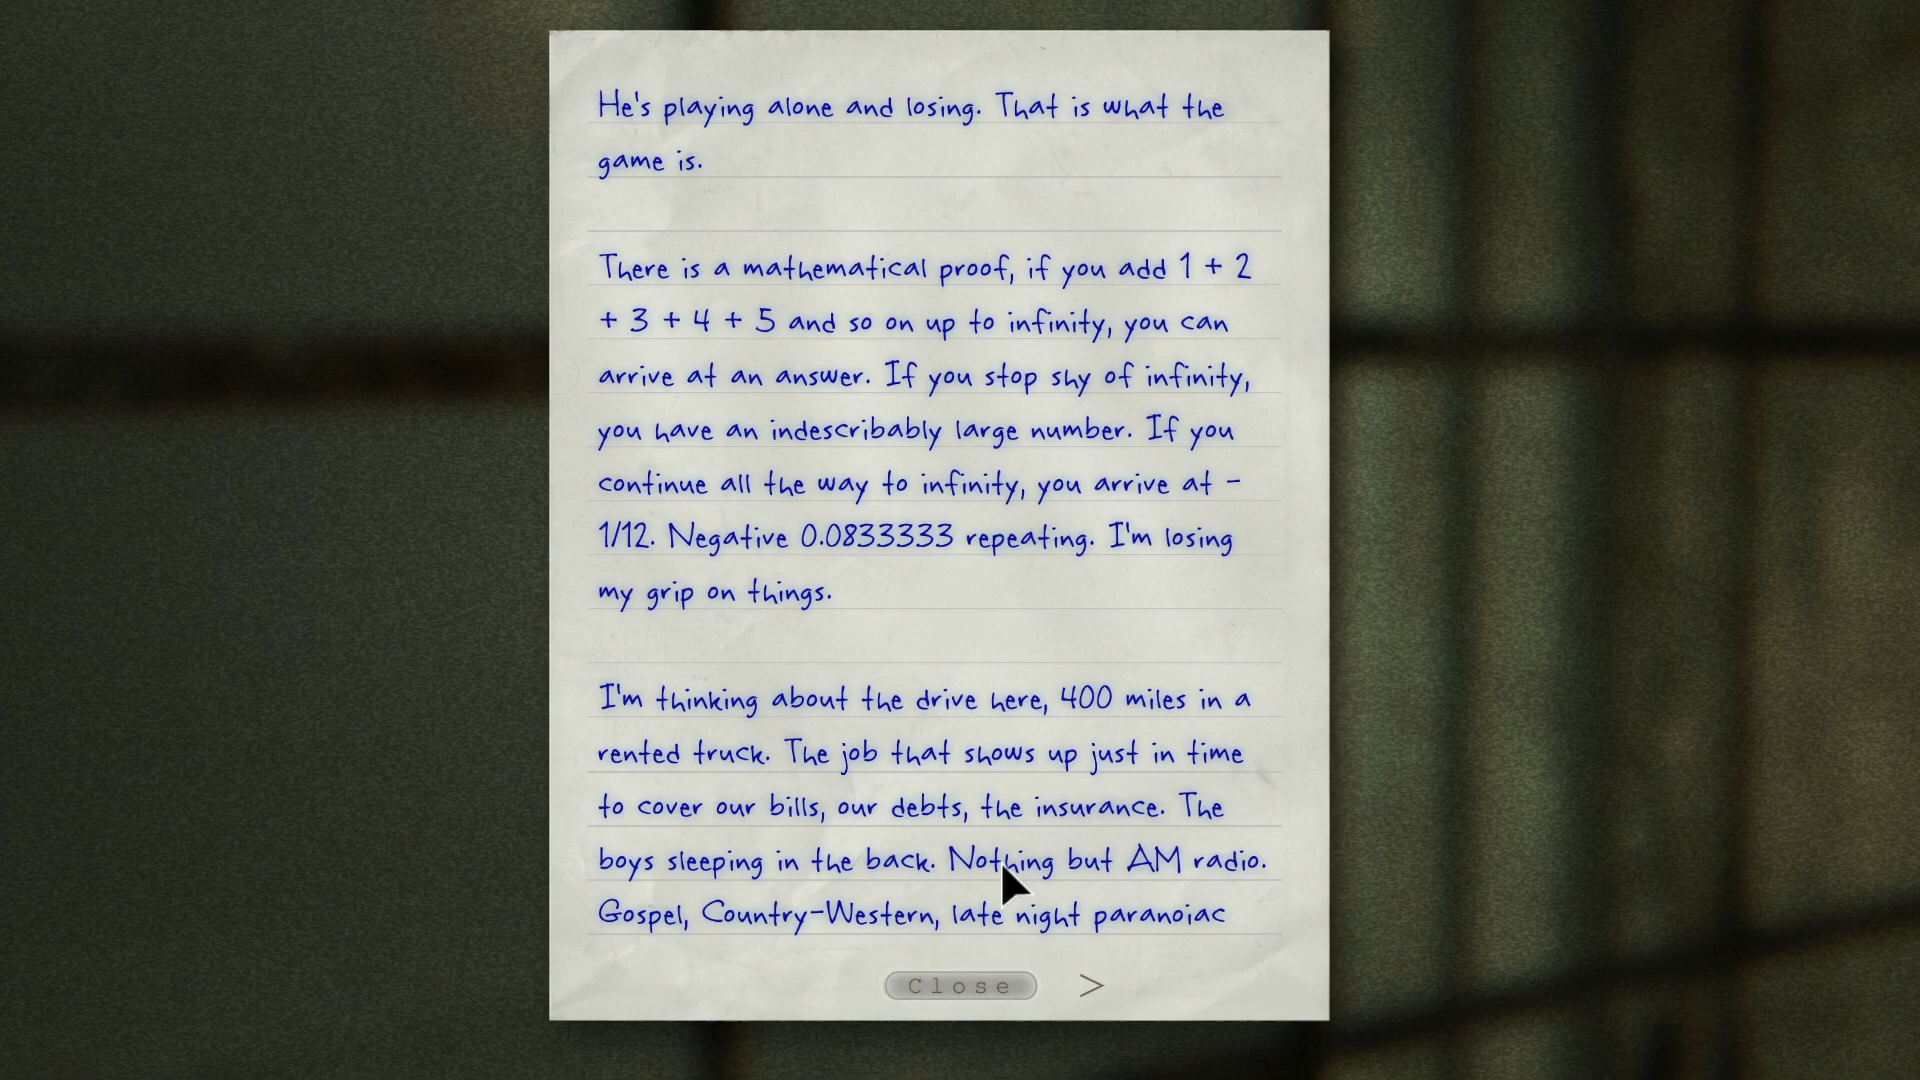 He's playing alone and losing. That is what the
game is.
There is a mathematical proof, if you add 1 + 2
+ 3 + 4 + 5 and so on up to infinity, you can
arrive at an answer. If you stop shy of infinity,
you have an indescribably large number. If you
continue all the way to infinity, you arrive at -
1/12. Negative 0.0833333 repeating. I'm losing
my grip on things.
I'm thinking about the drive here, 400 miles in a
rented truck. The job that shows up just in time
to cover our bills, our debts, the insurance. The
boys sleeping in the back. Nothing but AM radio.
Gospel, Country-Western, late night paranoiac
Close >